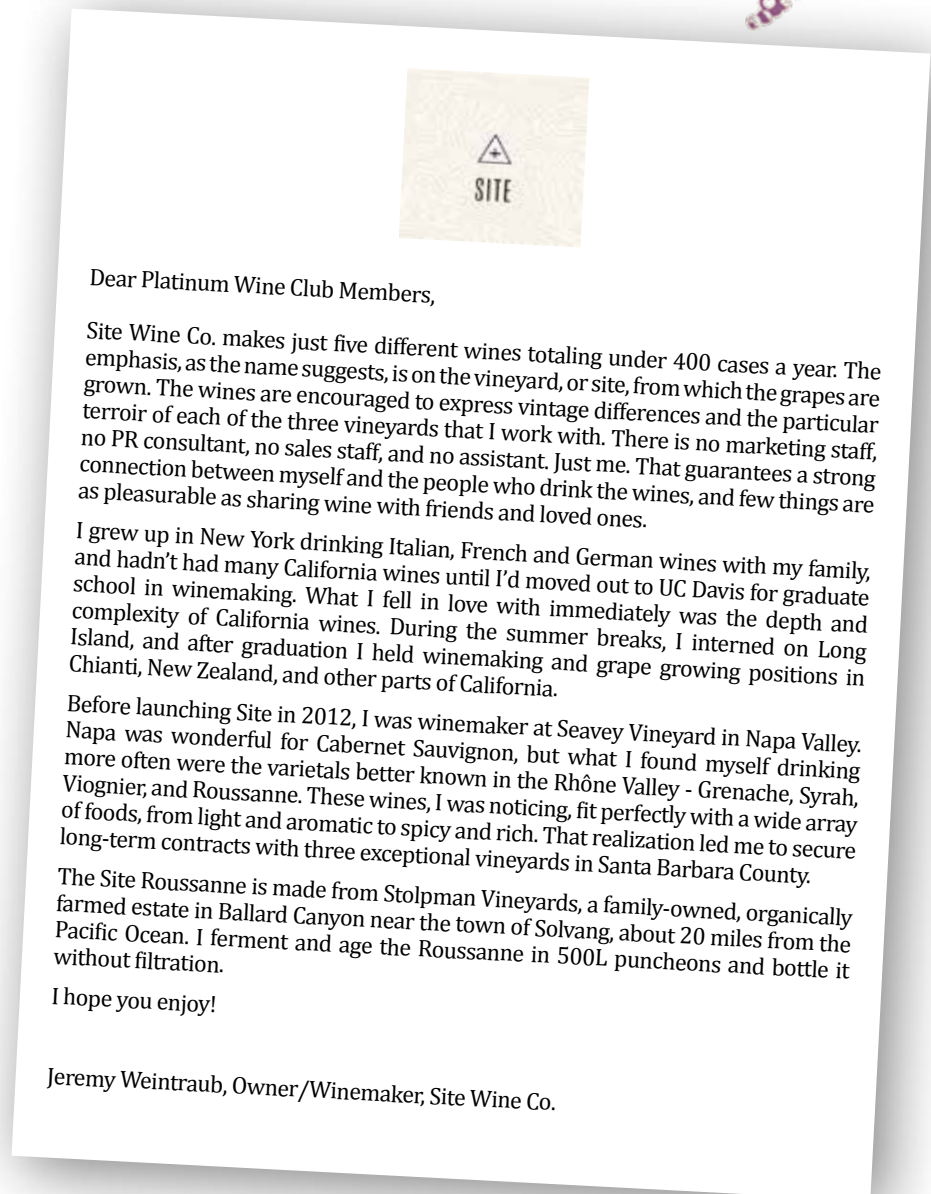 SITE
Dear Platinum Wine Club Members,
Site Wine Co. makes just five different wines totaling under 400 cases a year. The
emphasis, as the name suggests, is on the vineyard, or site, from which the grapes are
grown. The wines are encouraged to express vintage differences and the particular
terroir of each of the three vineyards that I work with. There is no marketing staff,
no PR consultant, no sales staff, and no assistant. Just me. That guarantees a strong
connection between myself and the people who drink the wines, and few things are
as pleasurable as sharing wine with friends and loved ones.
I grew up in New York drinking Italian, French and German wines with my family,
and hadn’t had many California wines until I’d moved out to UC Davis for graduate
school in winemaking. What I fell in love with immediately was the depth and
complexity of California wines. During the summer breaks, I interned on Long
Island, and after graduation I held winemaking and grape growing positions in
Chianti, New Zealand, and other parts of California.
Before launching Site in 2012, I was winemaker at Seavey Vineyard in Napa Valley.
Napa was wonderful for Cabernet Sauvignon, but what I found myself drinking
more often were the varietals better known in the Rhône Valley - Grenache, Syrah,
Viognier, and Roussanne. These wines, I was noticing, fit perfectly with a wide array
of foods, from light and aromatic to spicy and rich. That realization led me to secure
long-term contracts with three exceptional vineyards in Santa Barbara County.
The Site Roussanne is made from Stolpman Vineyards, a family-owned, organically
farmed estate in Ballard Canyon near the town of Solvang, about 20 miles from the
Pacific Ocean. I ferment and age the Roussanne in 500L puncheons and bottle it
without filtration.
I hope you enjoy!
Jeremy Weintraub, Owner/Winemaker, Site Wine Co.